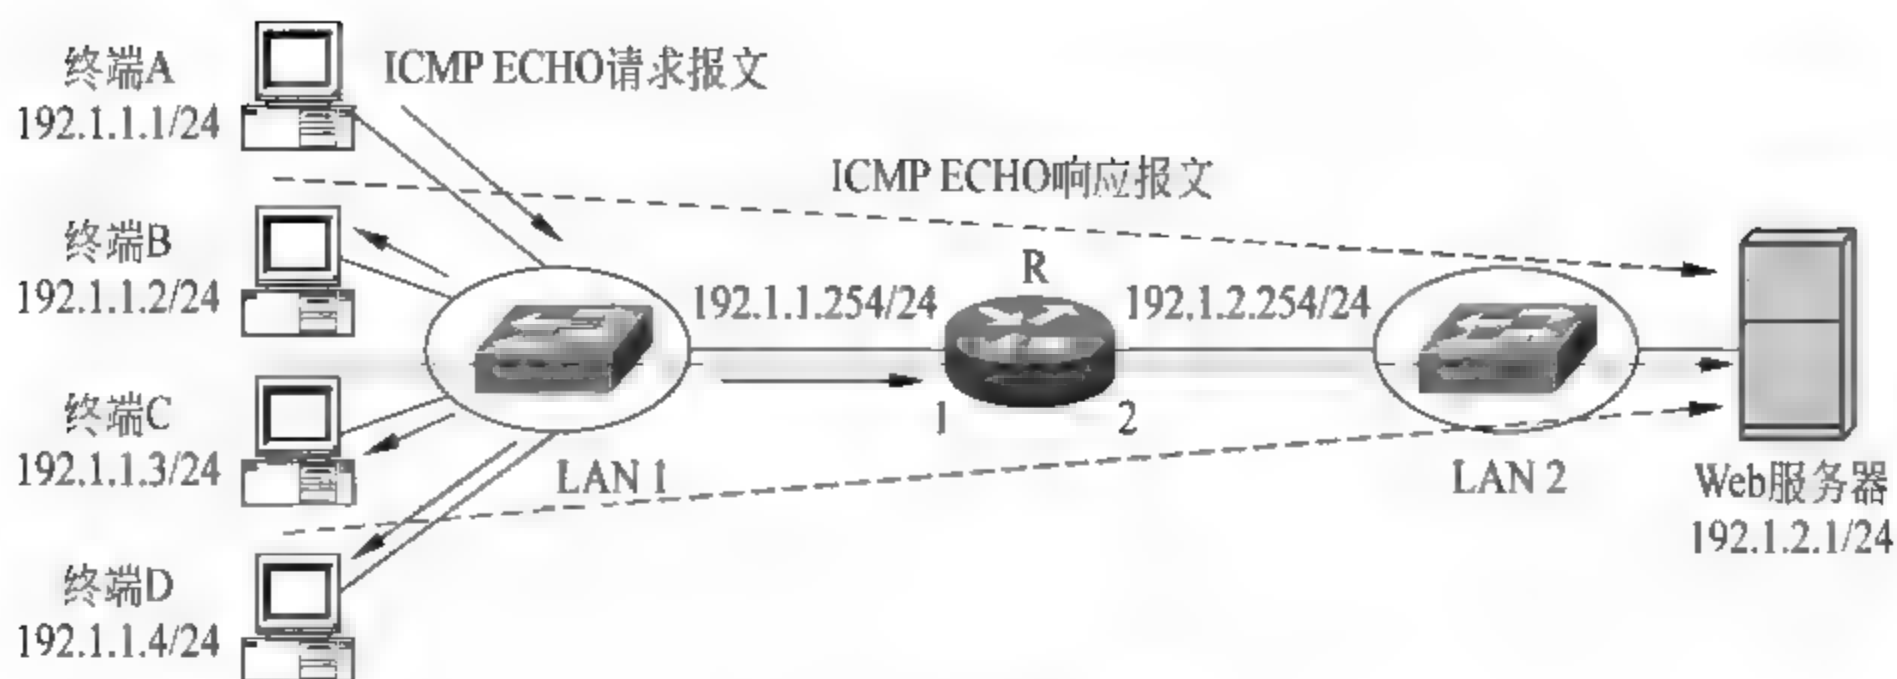 终端A
192.1.1.1/24
ICMP ECHO请求报文
ICMP ECHO响应报文
终端B
192.1.1.2/24
192.1.1.254/24
R
192.1.2.254/24
终端C
192.1.1.3/24
1
2
LAN 1
LAN 2
Web服务器
192.1.2.1/24
终端D
192.1.1.4/24